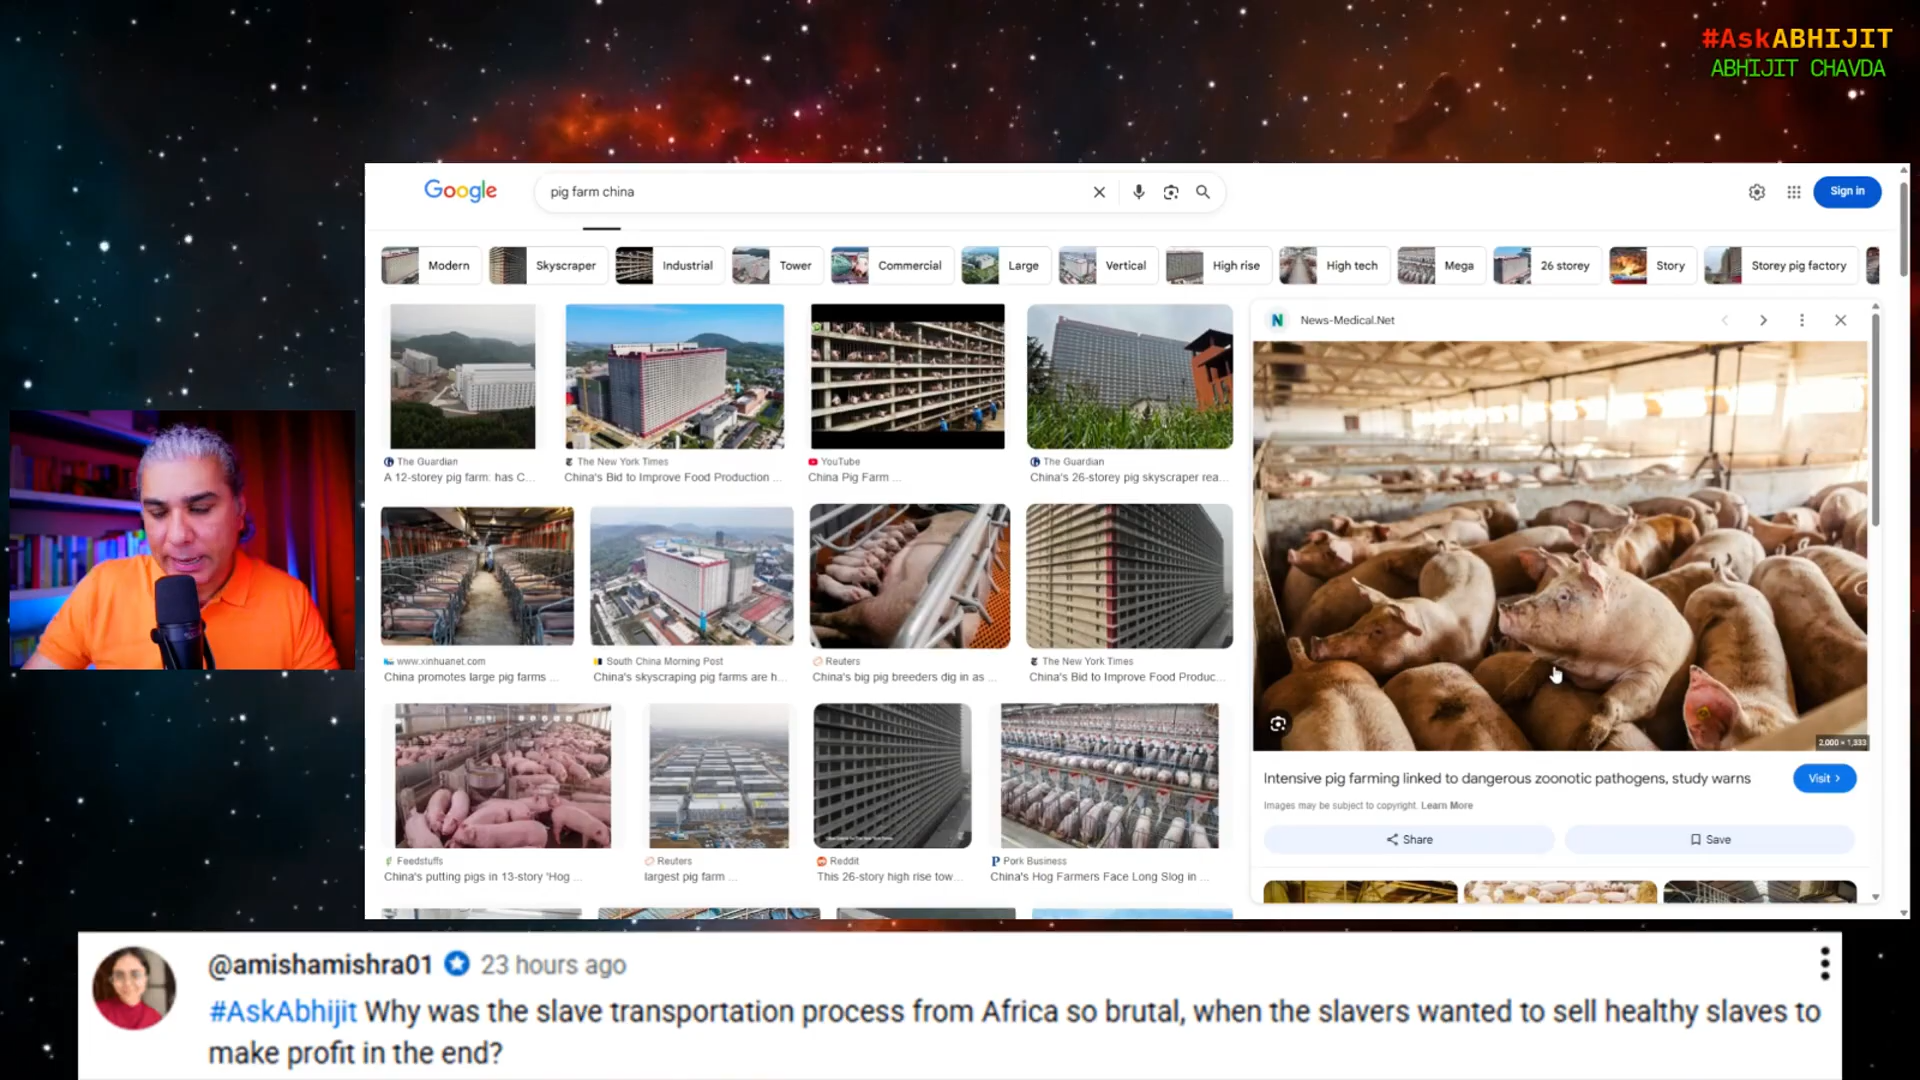 #AskABHIJIT
ABHIJIT CHAVDA
Google
pig farm china
Sign in
Modern
Skyscraper
Industrial
Tower
Commercial
Large
Vertical
High rise
High tech
Mega
26 storey
Story
Storey pig factory
The Guardian
A 12-storey pig farm: has C...
The New York Times
China's Bid to Improve Food Production ...
YouTube
China Pig Farm ...
The Guardian
China's 26-storey pig skyscraper rea...
www.xinhuanet.com
China promotes large pig farms ...
South China Morning Post
China's skyscraping pig farms are h...
Reuters
China's big pig breeders dig in as ...
The New York Times
China's Bid to Improve Food Produc...
Feedstuffs
China's putting pigs in 13-story 'Hog ...
Reuters
largest pig farm ...
Reddit
This 26-story high rise tow...
Pork Business
China's Hog Farmers Face Long Slog in ...
News-Medical.Net
2,000 × 1,333
Intensive pig farming linked to dangerous zoonotic pathogens, study warns
Visit
Images may be subject to copyright. Learn More
Share
Save
@amishamishra01 23 hours ago
#AskAbhijit Why was the slave transportation process from Africa so brutal, when the slavers wanted to sell healthy slaves to
make profit in the end?